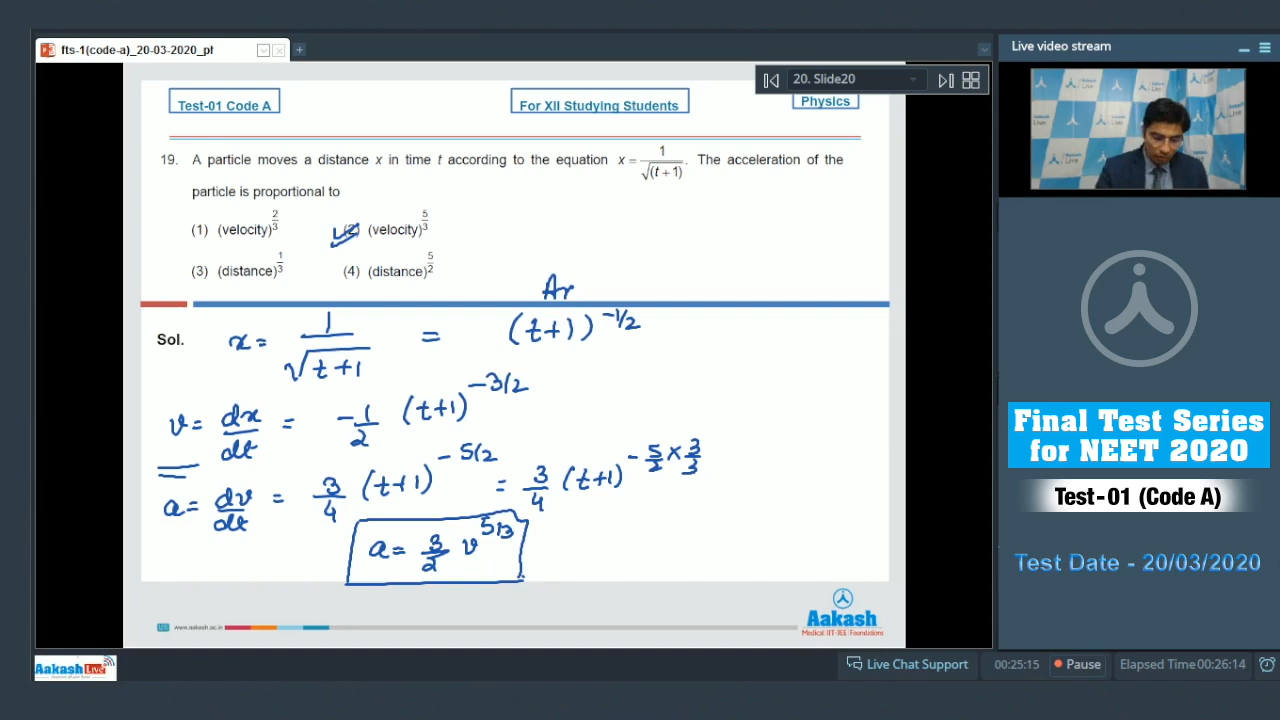 fts-1(code-a)_20-03-2020_pl
Live video stream
20. Slide20
Test-01 Code A
For XII Studying Students
Physics
19. A particle moves a distance x in time t according to the equation x = 1/√(t + 1). The acceleration of the
particle is proportional to
(1) (velocity)^(2/3)
(2) (velocity)^(5/3)
(3) (distance)^(1/3)
(4) (distance)^(5/2)
Sol.
x = 1/√(t+1) = (t+1))^(-1/2)
v = dx/dt = -1/2 (t+1)^(-3/2)
a = dv/dt = 3/4 (t+1)^(-5/2) = 3/4 (t+1)^(-5/2 × 3/3)
a = 3/2 v^(5/3)
www.aakash.ac.in
Aakash
Medical|IIT-JEE|Foundations
Final Test Series
for NEET 2020
Test-01 (Code A)
Test Date - 20/03/2020
Aakash Live
Live Chat Support
00:25:15
Pause
Elapsed Time 00:26:14